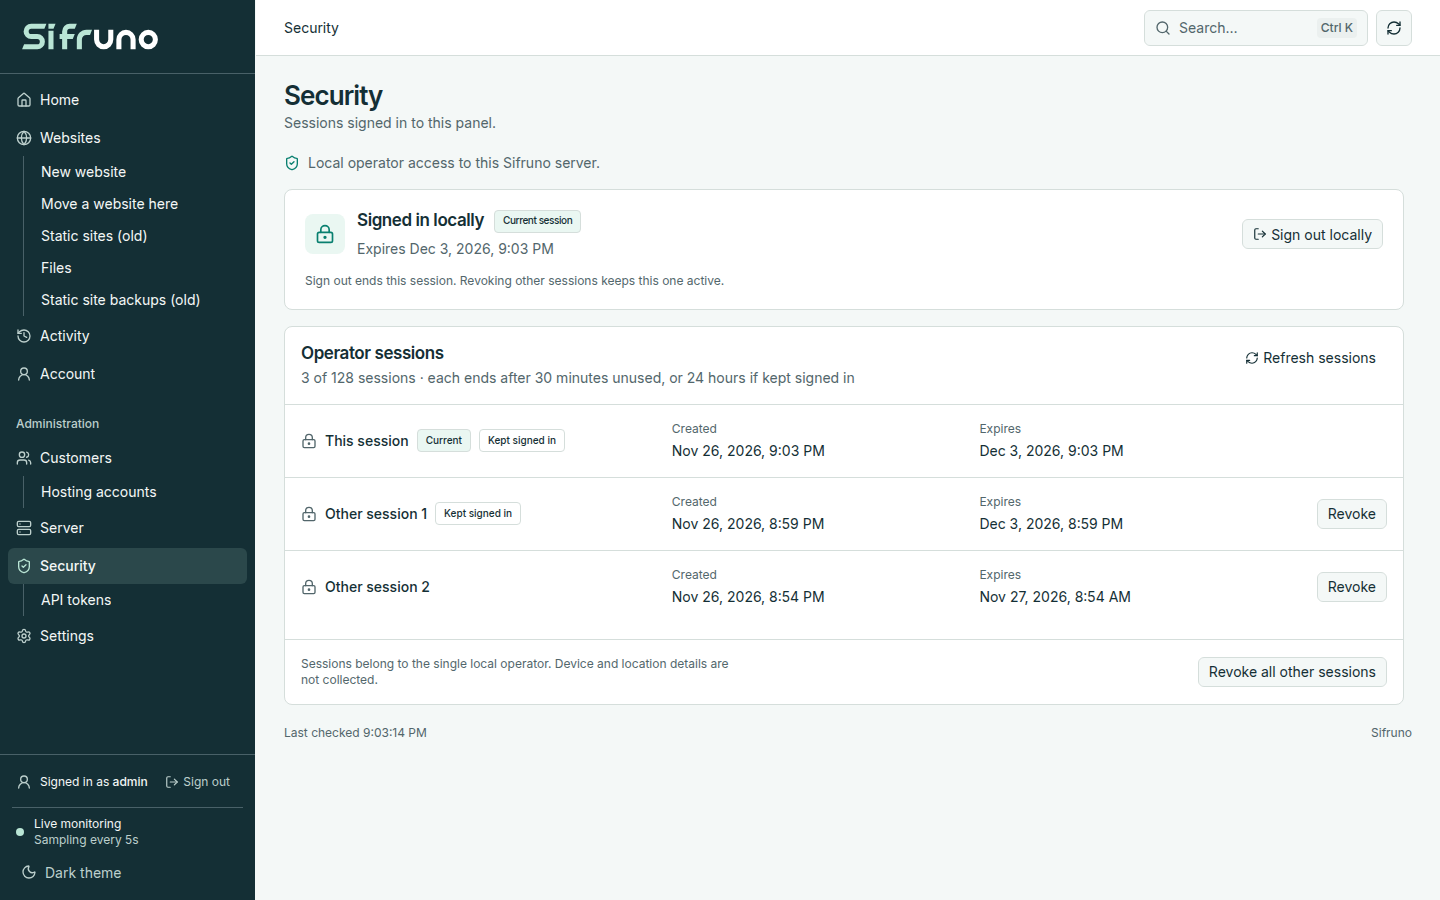 Sifruno
Home
Websites
New website
Move a website here
Static sites (old)
Files
Static site backups (old)
Activity
Account
Administration
Customers
Hosting accounts
Server
Security
API tokens
Settings
Signed in as admin
Sign out
Live monitoring
Sampling every 5s
Dark theme
Security
Search...
Ctrl K
Security
Sessions signed in to this panel.
Local operator access to this Sifruno server.
Signed in locally
Current session
Expires Dec 3, 2026, 9:03 PM
Sign out locally
Sign out ends this session. Revoking other sessions keeps this one active.
Operator sessions
3 of 128 sessions · each ends after 30 minutes unused, or 24 hours if kept signed in
Refresh sessions
This session
Current
Kept signed in
Created
Nov 26, 2026, 9:03 PM
Expires
Dec 3, 2026, 9:03 PM
Other session 1
Kept signed in
Created
Nov 26, 2026, 8:59 PM
Expires
Dec 3, 2026, 8:59 PM
Revoke
Other session 2
Created
Nov 26, 2026, 8:54 PM
Expires
Nov 27, 2026, 8:54 AM
Revoke
Sessions belong to the single local operator. Device and location details are
not collected.
Revoke all other sessions
Last checked 9:03:14 PM
Sifruno